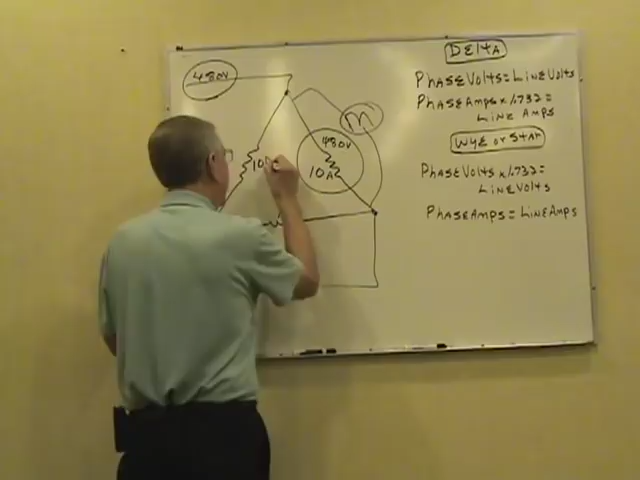 480V
DELTA
PHASE VOLTS = LINE VOLTS
PHASE AMPS X 1.732 =
LINE AMPS
M
480V
10A
10
WYE OR STAR
PHASE VOLTS X 1.732 =
LINE VOLTS
PHASE AMPS = LINE AMPS